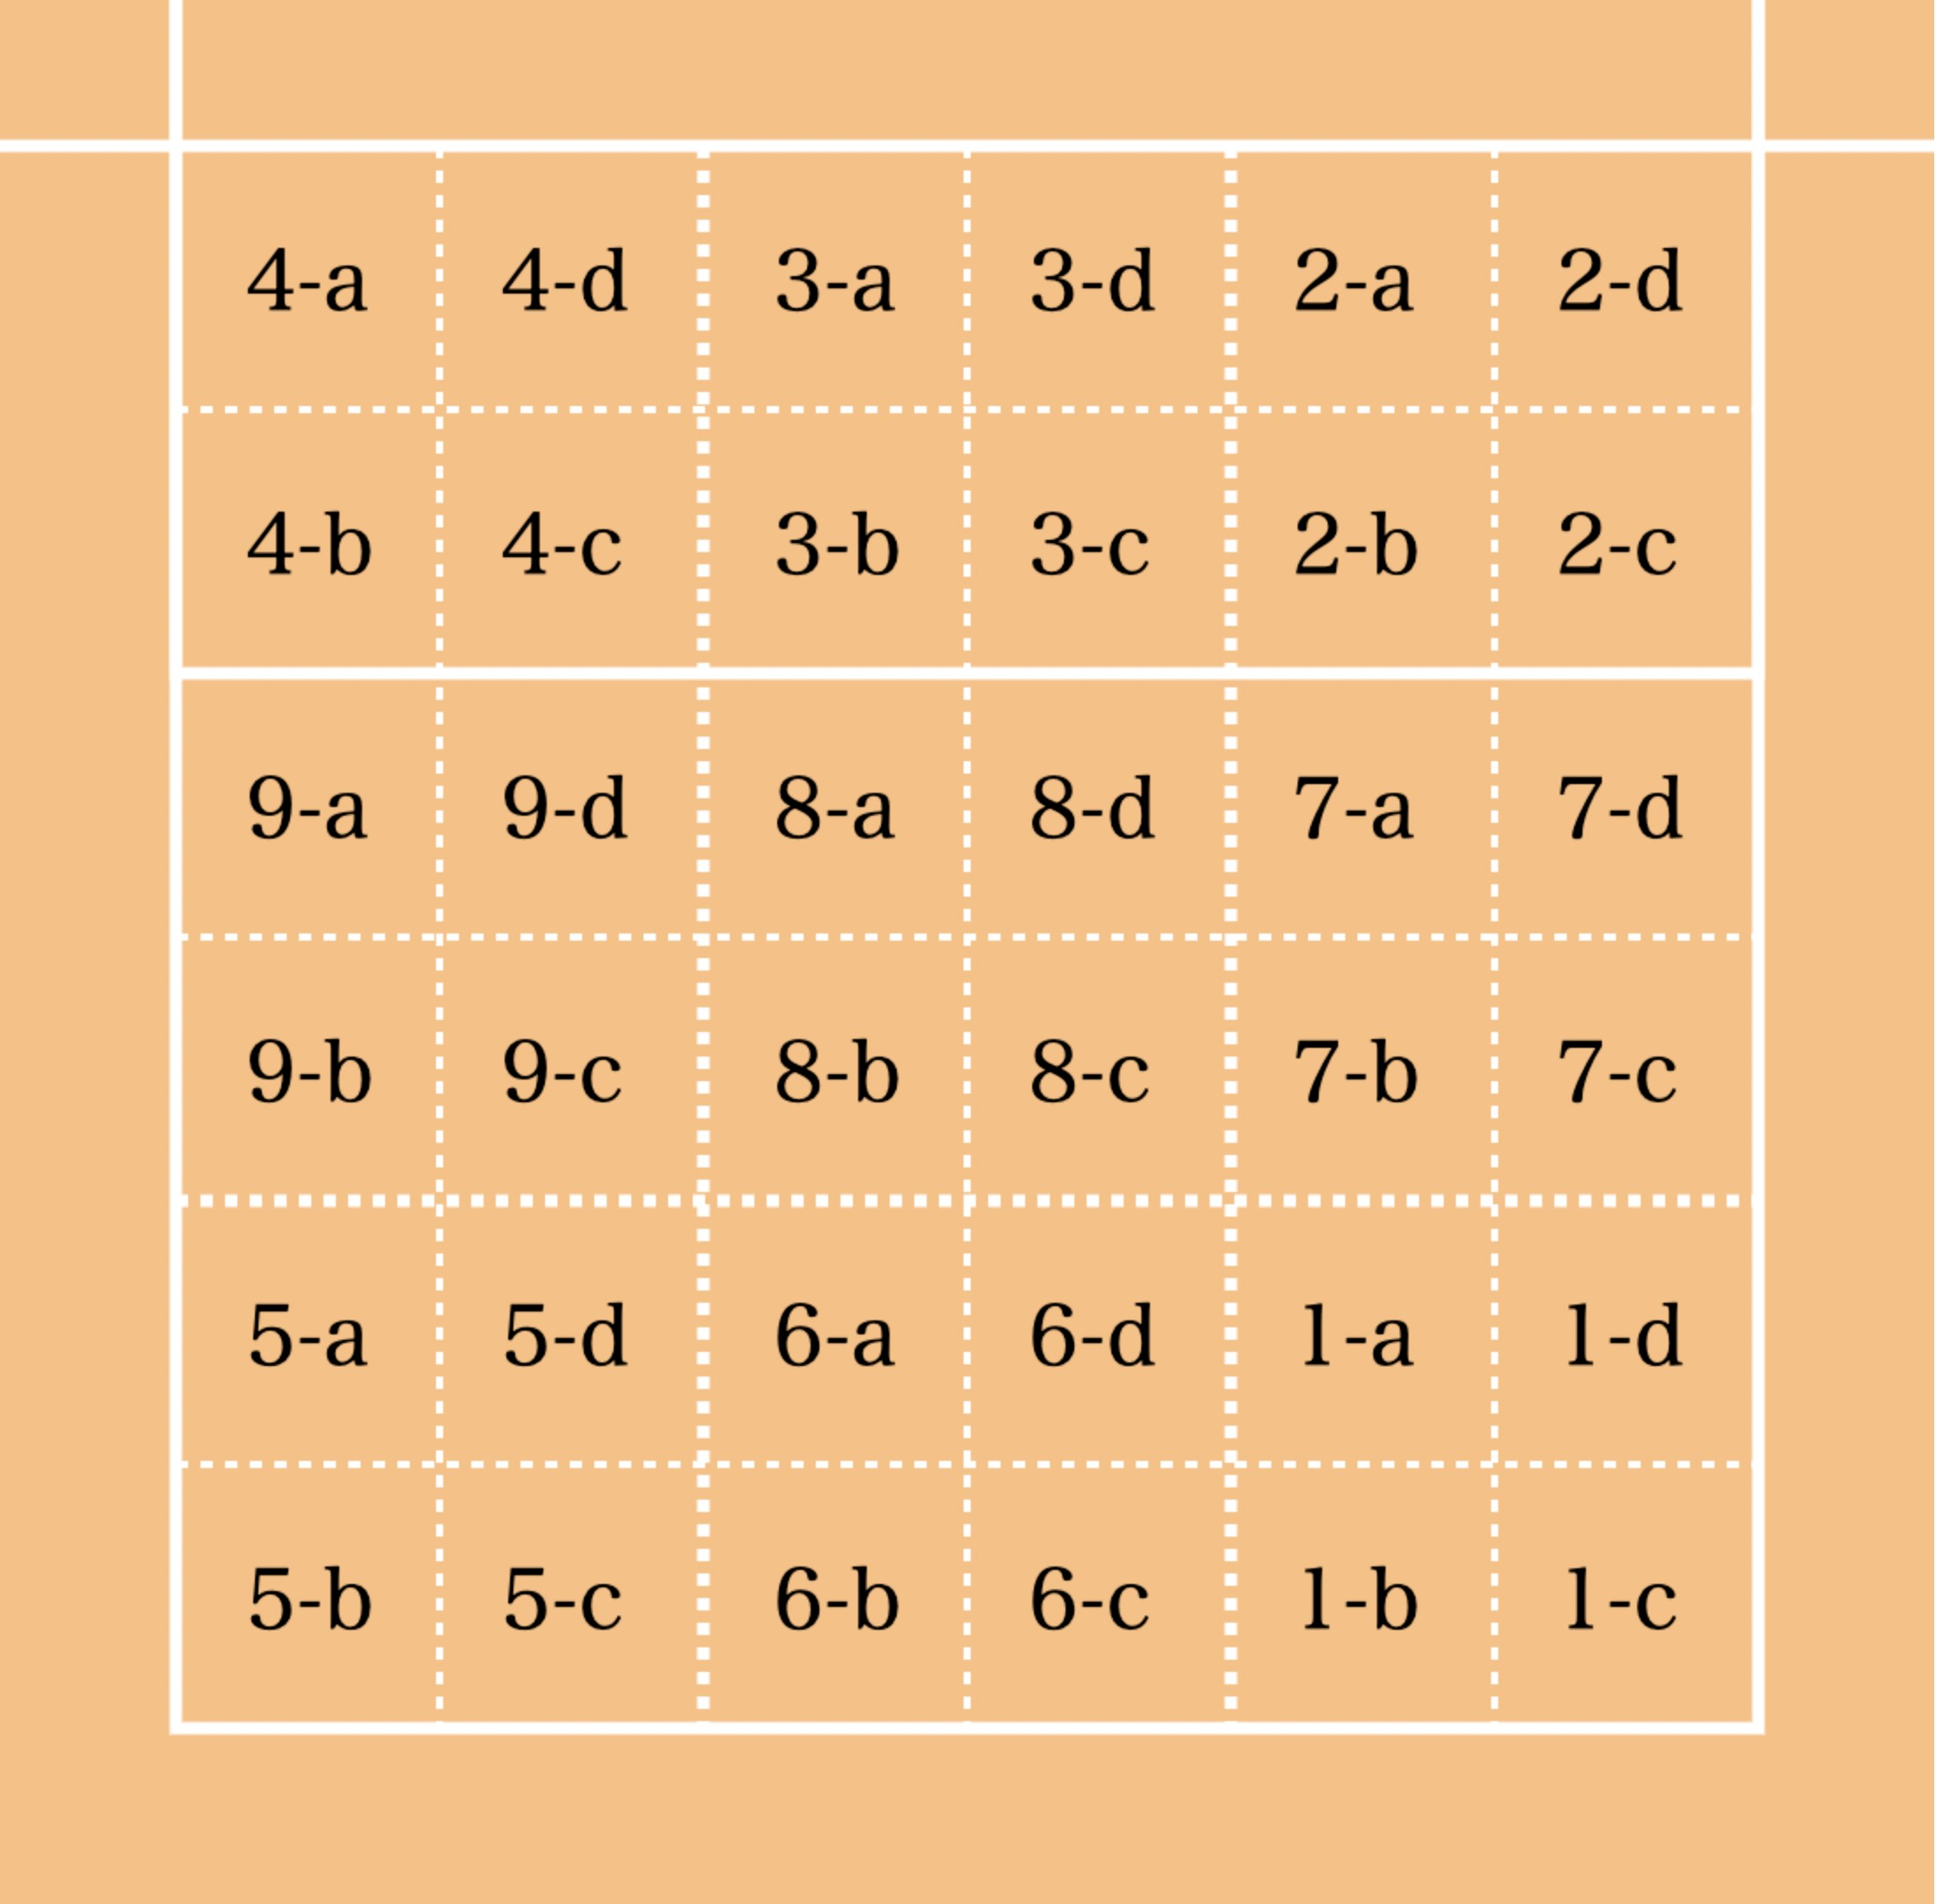 4-a 4-d 3-a 3-d 2-a 2-d
4-b 4-c 3-b 3-c 2-b 2-c
9-a 9-d 8-a 8-d 7-a 7-d
9-b 9-c 8-b 8-c 7-b 7-c
5-a 5-d 6-a 6-d 1-a 1-d
5-b 5-c 6-b 6-c 1-b 1-c